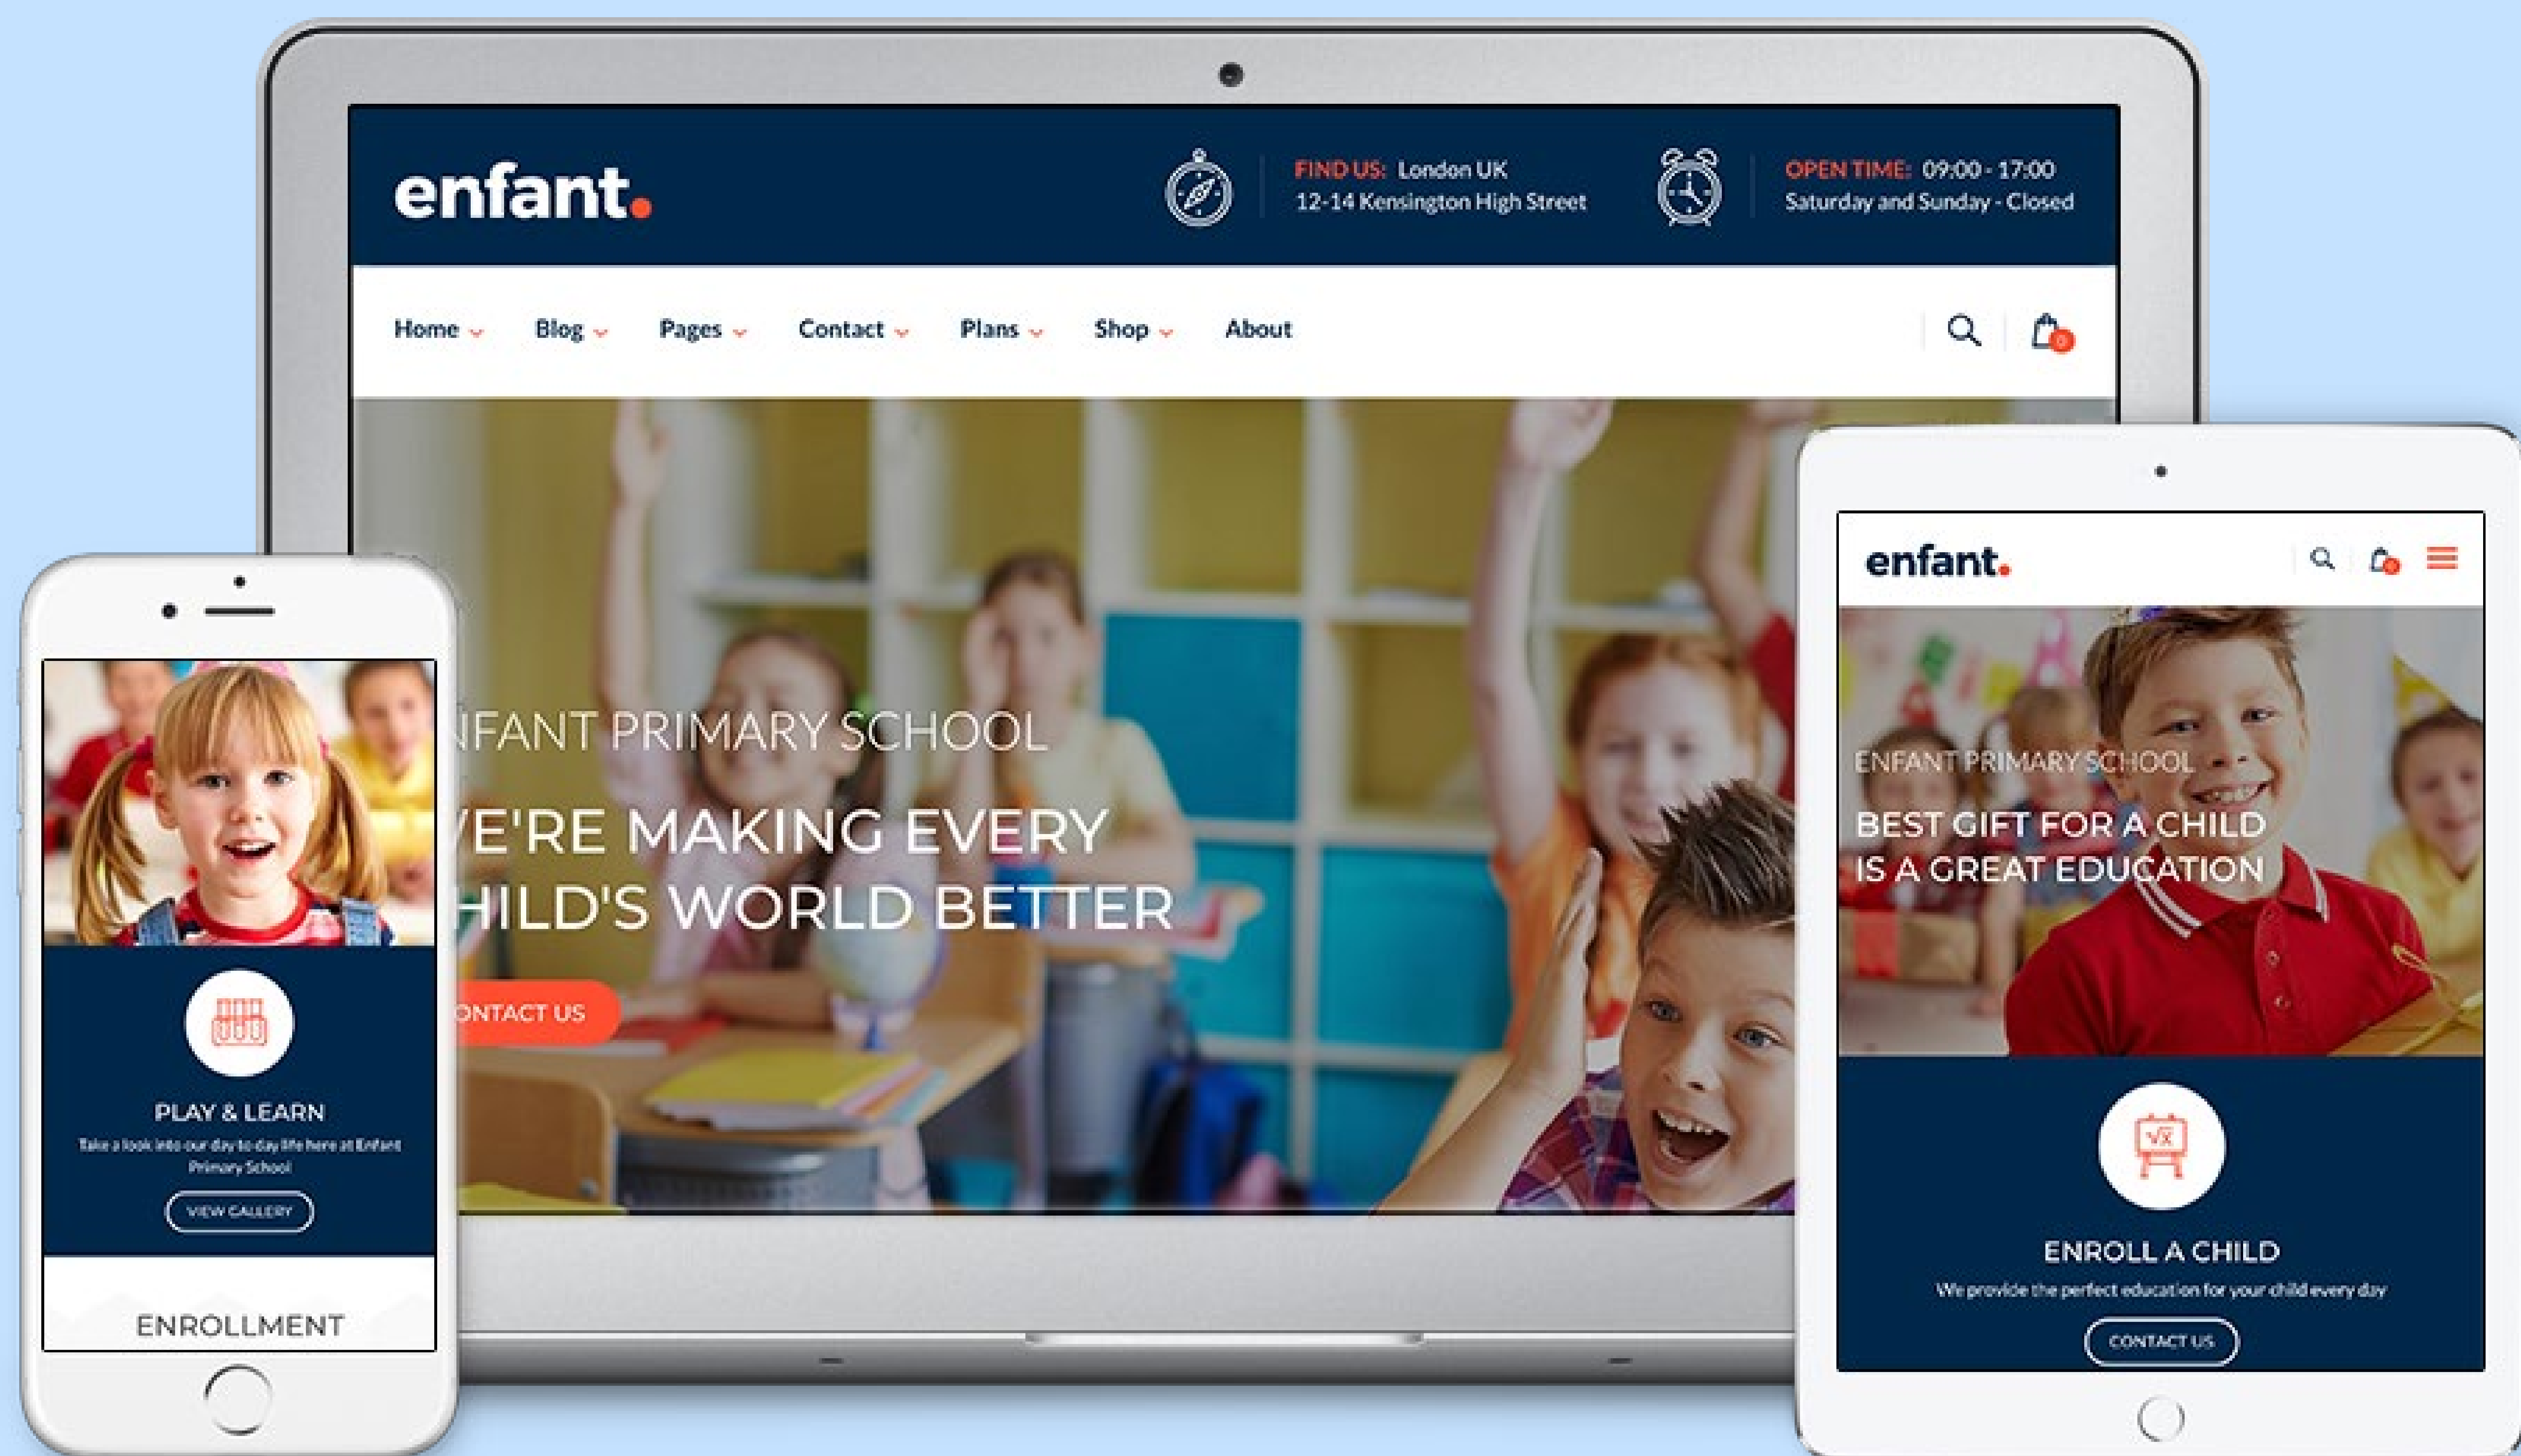 enfant.
FIND US: London UK
12-14 Kensington High Street
OPEN TIME: 09:00 - 17:00
Saturday and Sunday - Closed
Home Blog Pages Contact Plans Shop About
0
NFANT PRIMARY SCHOOL
E'RE MAKING EVERY
HILD'S WORLD BETTER
ONTACT US
PLAY & LEARN
Take a look into our day to day life here at Enfant
Primary School
VIEW GALLERY
ENROLLMENT
enfant.
0
ENFANT PRIMARY SCHOOL
BEST GIFT FOR A CHILD
IS A GREAT EDUCATION
√x
ENROLL A CHILD
We provide the perfect education for your child every day
CONTACT US